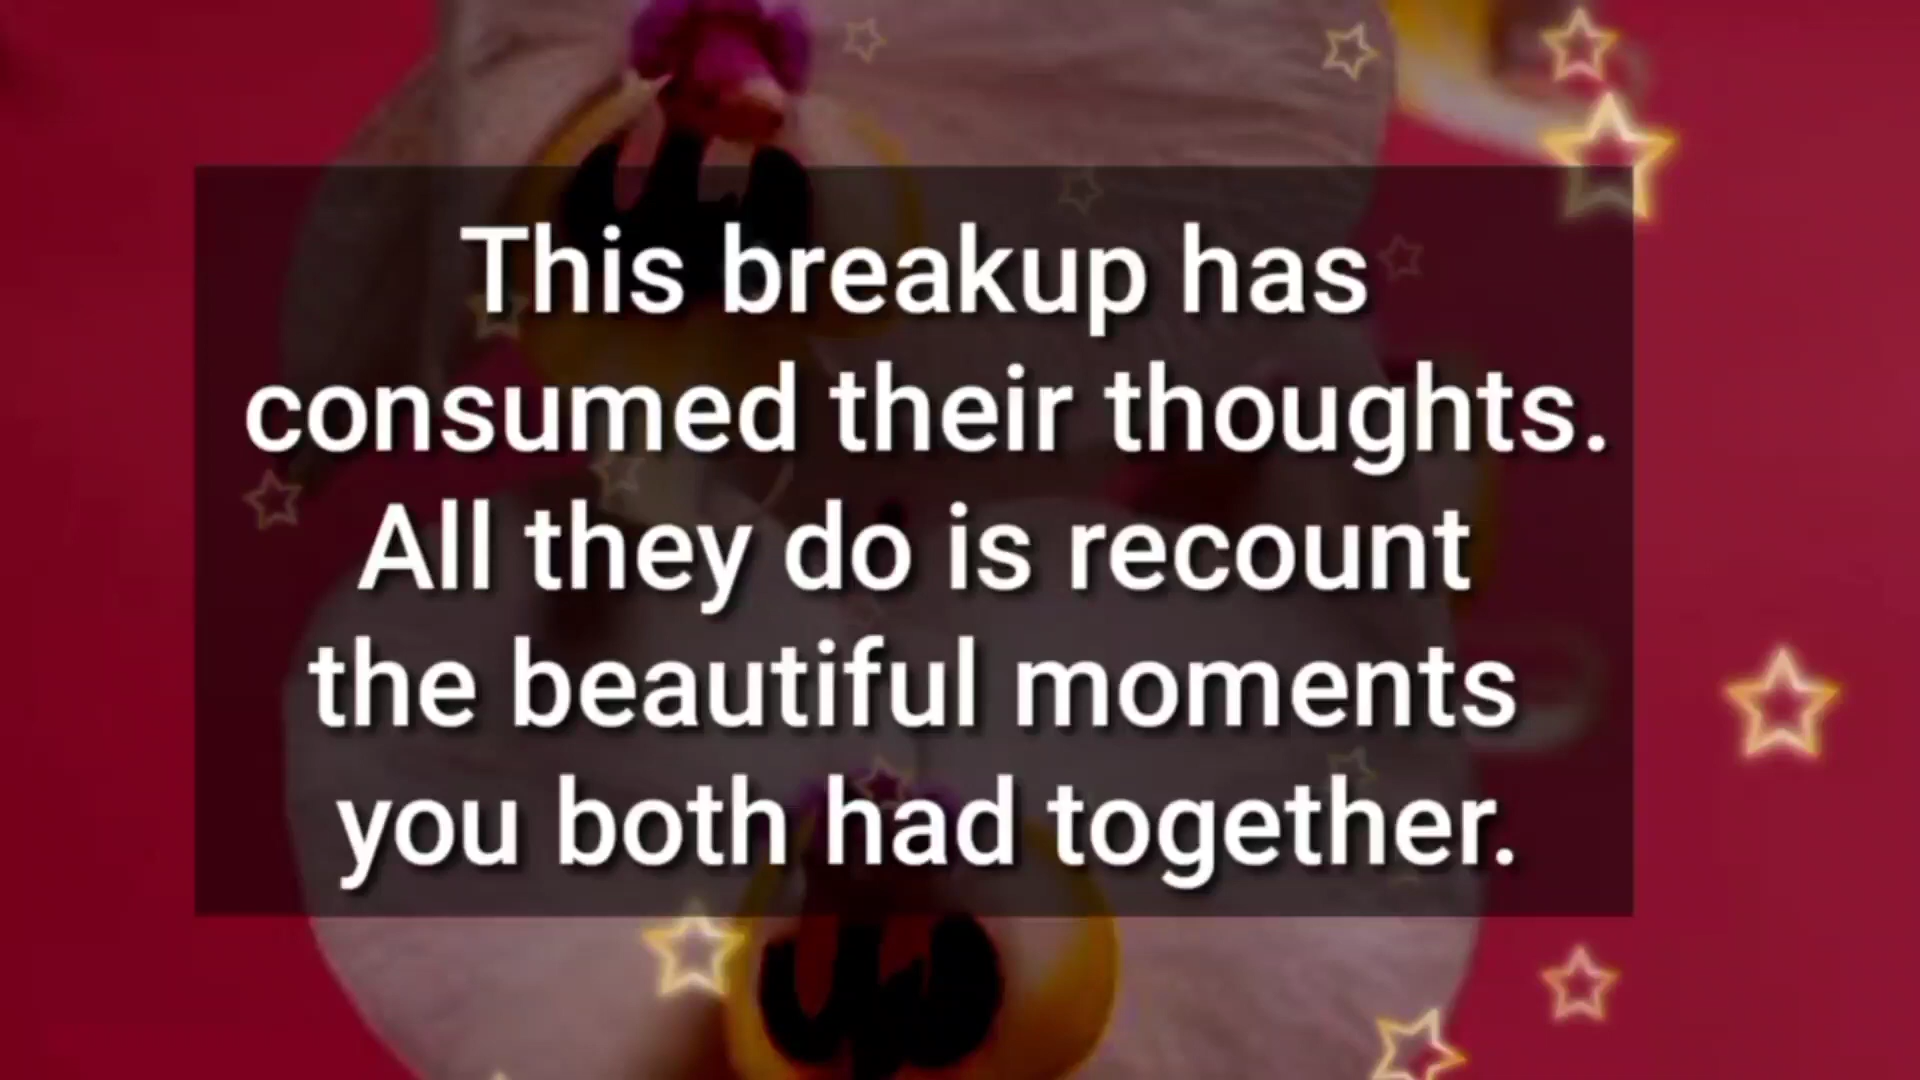 This breakup has
consumed their thoughts.
All they do is recount
the beautiful moments
you both had together.